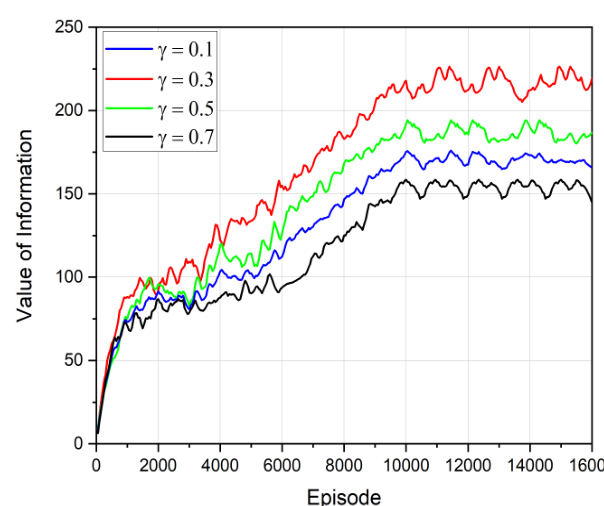 250
γ = 0.1
γ = 0.3
200
γ = 0.5
γ = 0.7
150
100
50
0
Value of Information
0 2000 4000 6000 8000 10000 12000 14000 1600
Episode